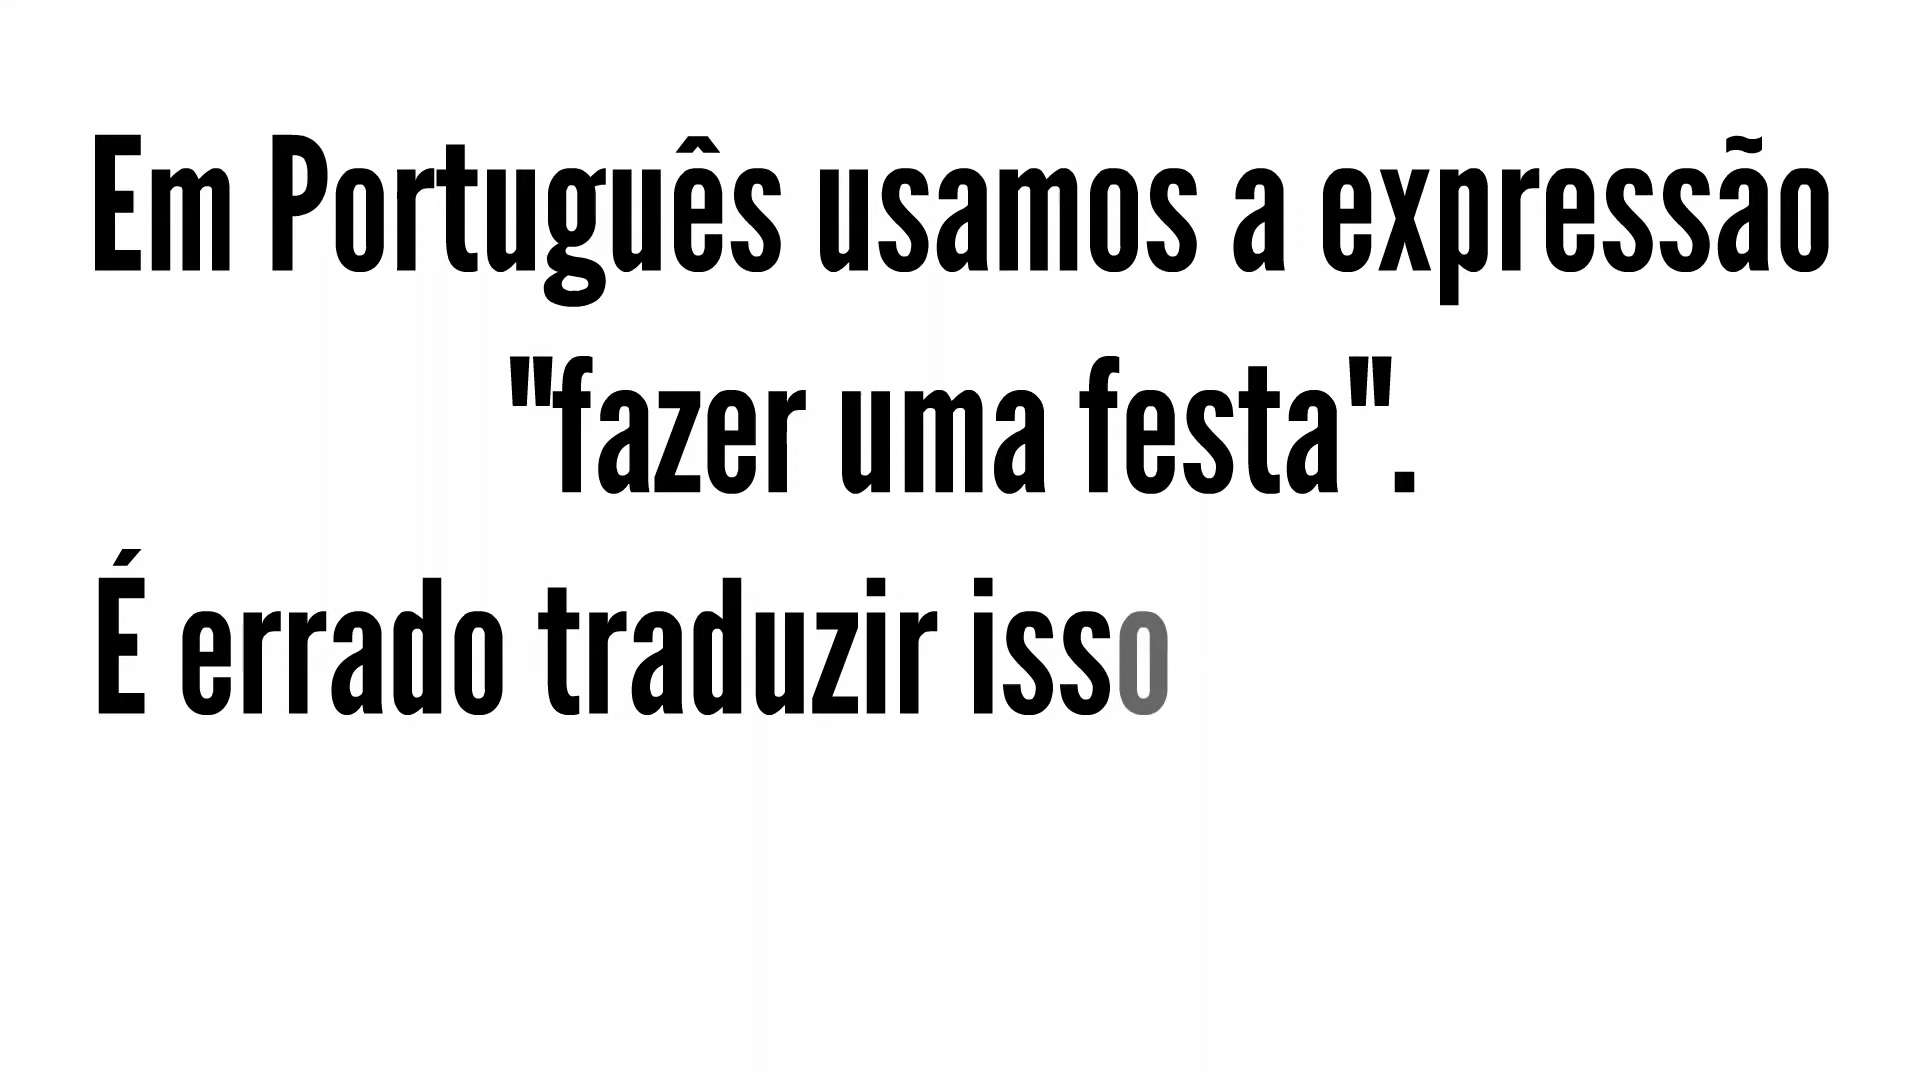 Em Português usamos a expressão
"fazer uma festa".
É errado traduzir isso